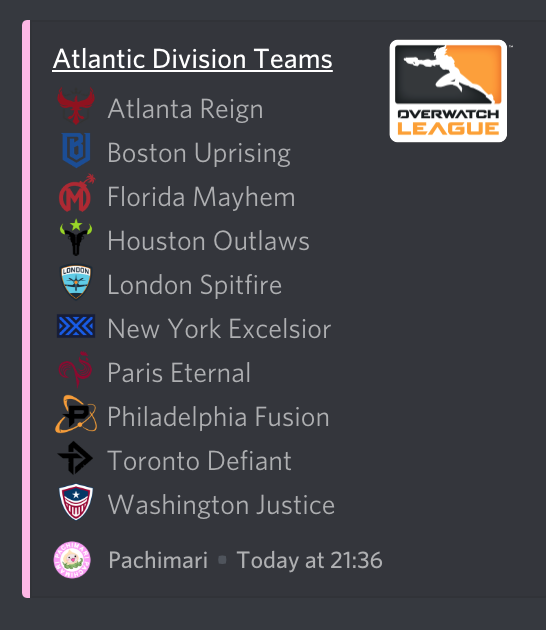 Atlantic Division Teams
OVERWATCH
LEAGUE
Atlanta Reign
Boston Uprising
Florida Mayhem
Houston Outlaws
LONDON
London Spitfire
New York Excelsior
Paris Eternal
Philadelphia Fusion
Toronto Defiant
Washington Justice
Pachimari • Today at 21:36